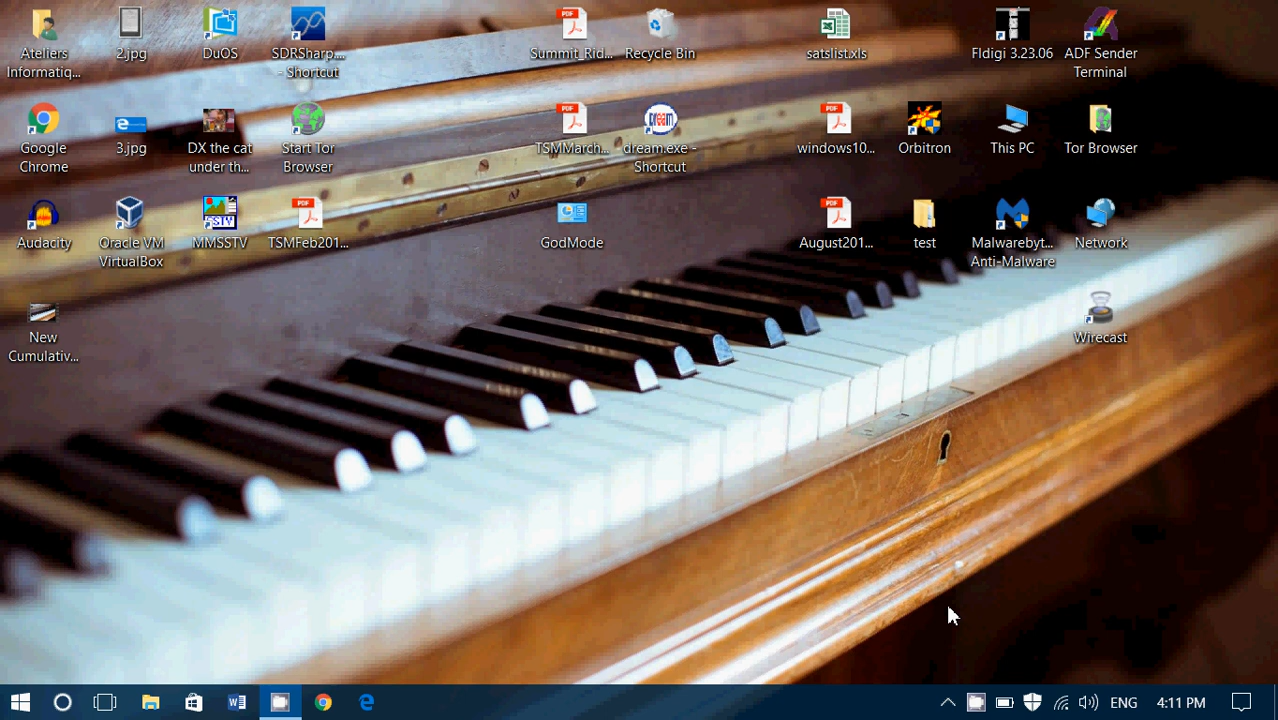 Ateliers
Informatiq...
2.jpg
DuOS
SDRSharp....
- Shortcut
Summit_Rid...
Recycle Bin
satslist.xls
Fldigi 3.23.06
ADF Sender
Terminal
Google
Chrome
3.jpg
DX the cat
under th...
Start Tor
Browser
TSMMarch...
dream.exe -
Shortcut
windows10...
Orbitron
This PC
Tor Browser
Audacity
Oracle VM
VirtualBox
MMSSTV
TSMFeb201...
GodMode
August201...
test
Malwarebyt...
Anti-Malware
Network
New
Cumulativ...
Wirecast
ENG
4:11 PM